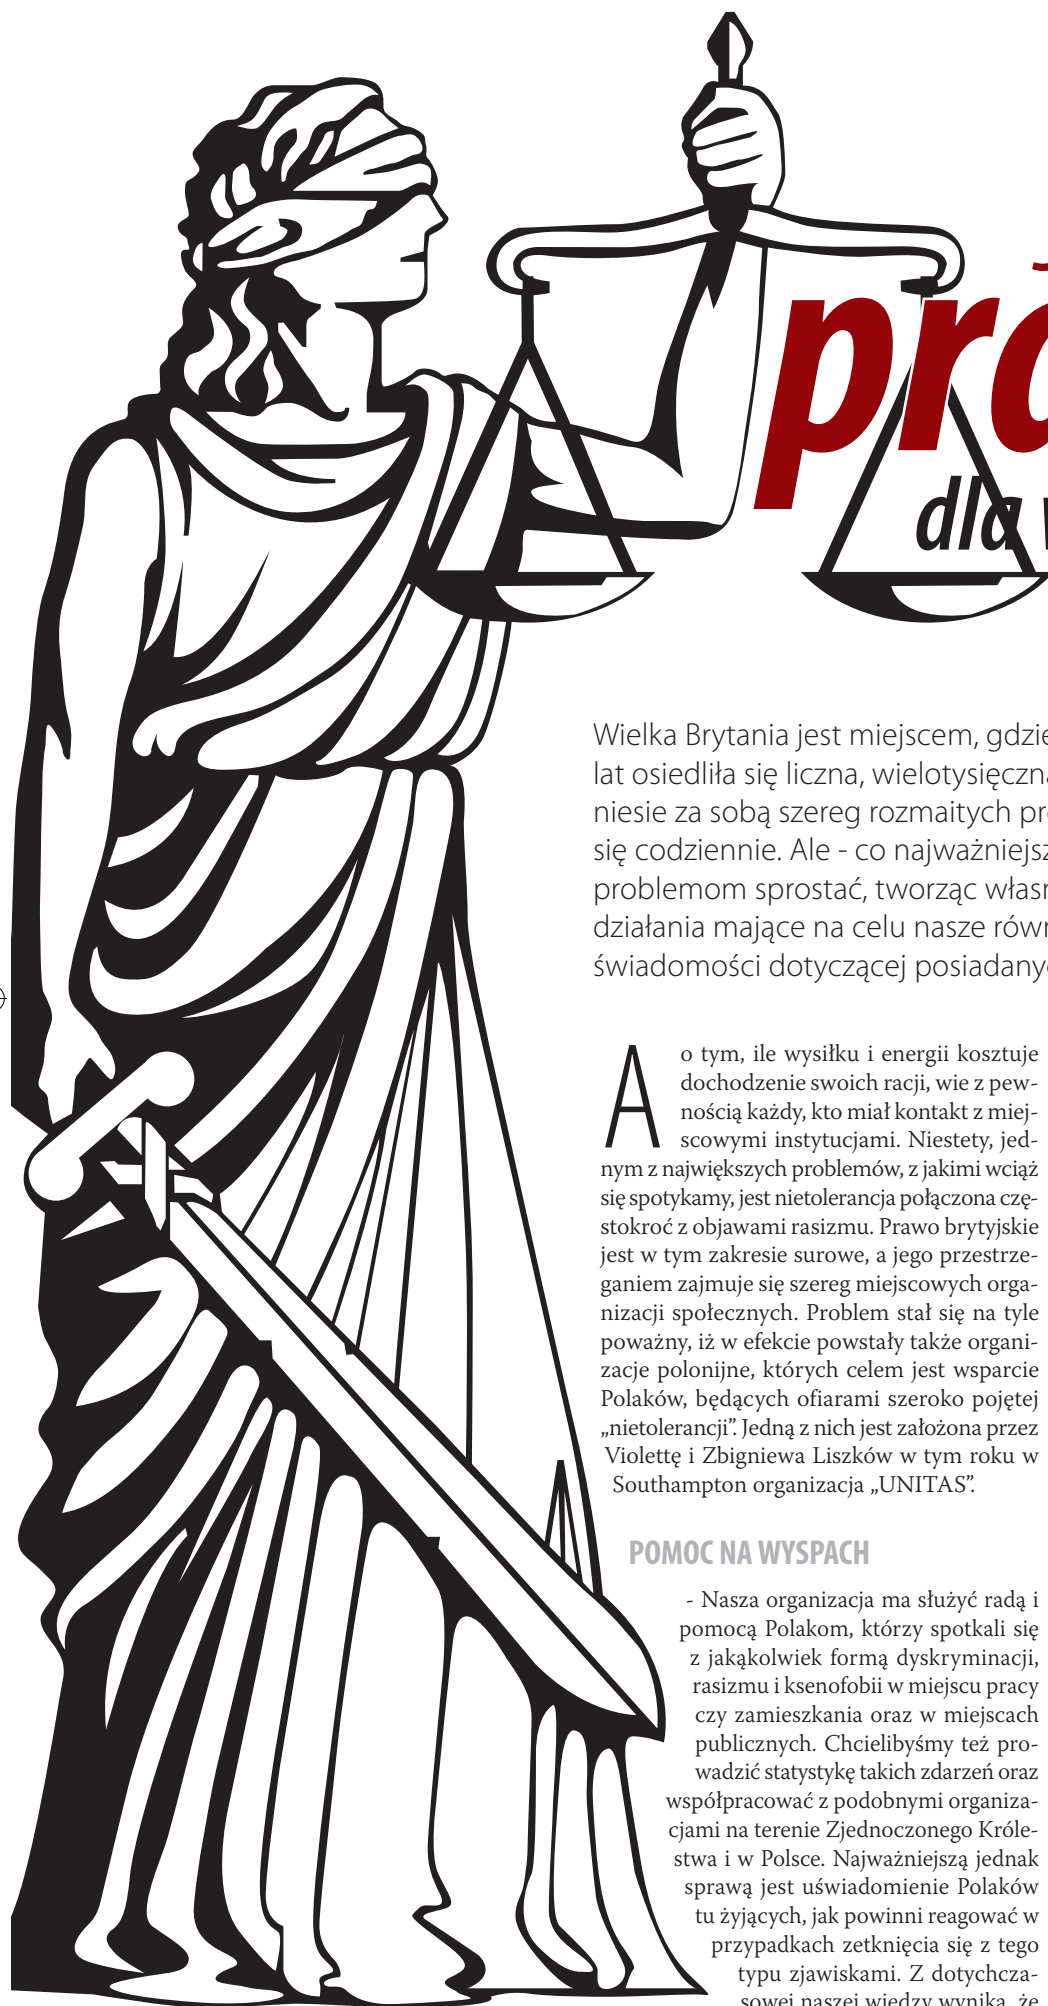 dla
Wielka Brytania jest miejscem, gdzie
lat osiedliła się liczna, wielotysięczna
niesie za sobą szereg rozmaitych
się codziennie. Ale - co
problemom sprostać, tworząc
działania mające na celu nasze
świadomości dotyczącej
A o tym, ile wysiłku i energii kosztuje
dochodzenie swoich racji, wie z pew-
nością każdy, kto miał kontakt z miej-
scowymi instytucjami. Niestety, jed-
nym z największych problemów, z jakimi wciąż
się spotykamy, jest nietolerancja połączona czę-
stokroć z objawami rasizmu. Prawo brytyjskie
jest w tym zakresie surowe, a jego przestrze-
ganiem zajmuje się szereg miejscowych orga-
nizacji społecznych. Problem stał się na tyle
poważny, iż w efekcie powstały także organi-
zacje polonijne, których celem jest wsparcie
Polaków, będących ofiarami szeroko pojętej
„nietolerancji”. Jedną z nich jest założona przez
Violettę i Zbigniewa Liszków w tym roku w
Southampton organizacja „UNITAS”.
POMOC NA WYSPACH
- Nasza organizacja ma służyć radą i
pomocą Polakom, którzy spotkali się
z jakąkolwiek formą dyskryminacji,
rasizmu i ksenofobii w miejscu pracy
czy zamieszkania oraz w miejscach
publicznych. Chcielibyśmy też pro-
wadzić statystykę takich zdarzeń oraz
współpracować z podobnymi organiza-
cjami na terenie Zjednoczonego Króle-
stwa i w Polsce. Najważniejszą jednak
sprawą jest uświadomienie Polaków
tu żyjących, jak powinni reagować w
przypadkach zetknięcia się z tego
typu zjawiskami. Z dotychcza-
sowej naszej wiedzy wynika, że